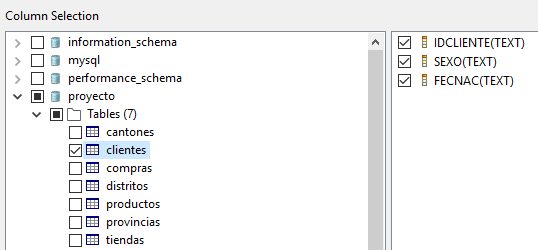 Column Selection
information_schema
mysql
performance_schema
proyecto
Tables (7)
cantones
clientes
compras
distritos
productos
provincias
tiendas
IDCLIENTE(TEXT)
SEXO(TEXT)
FECNAC(TEXT)